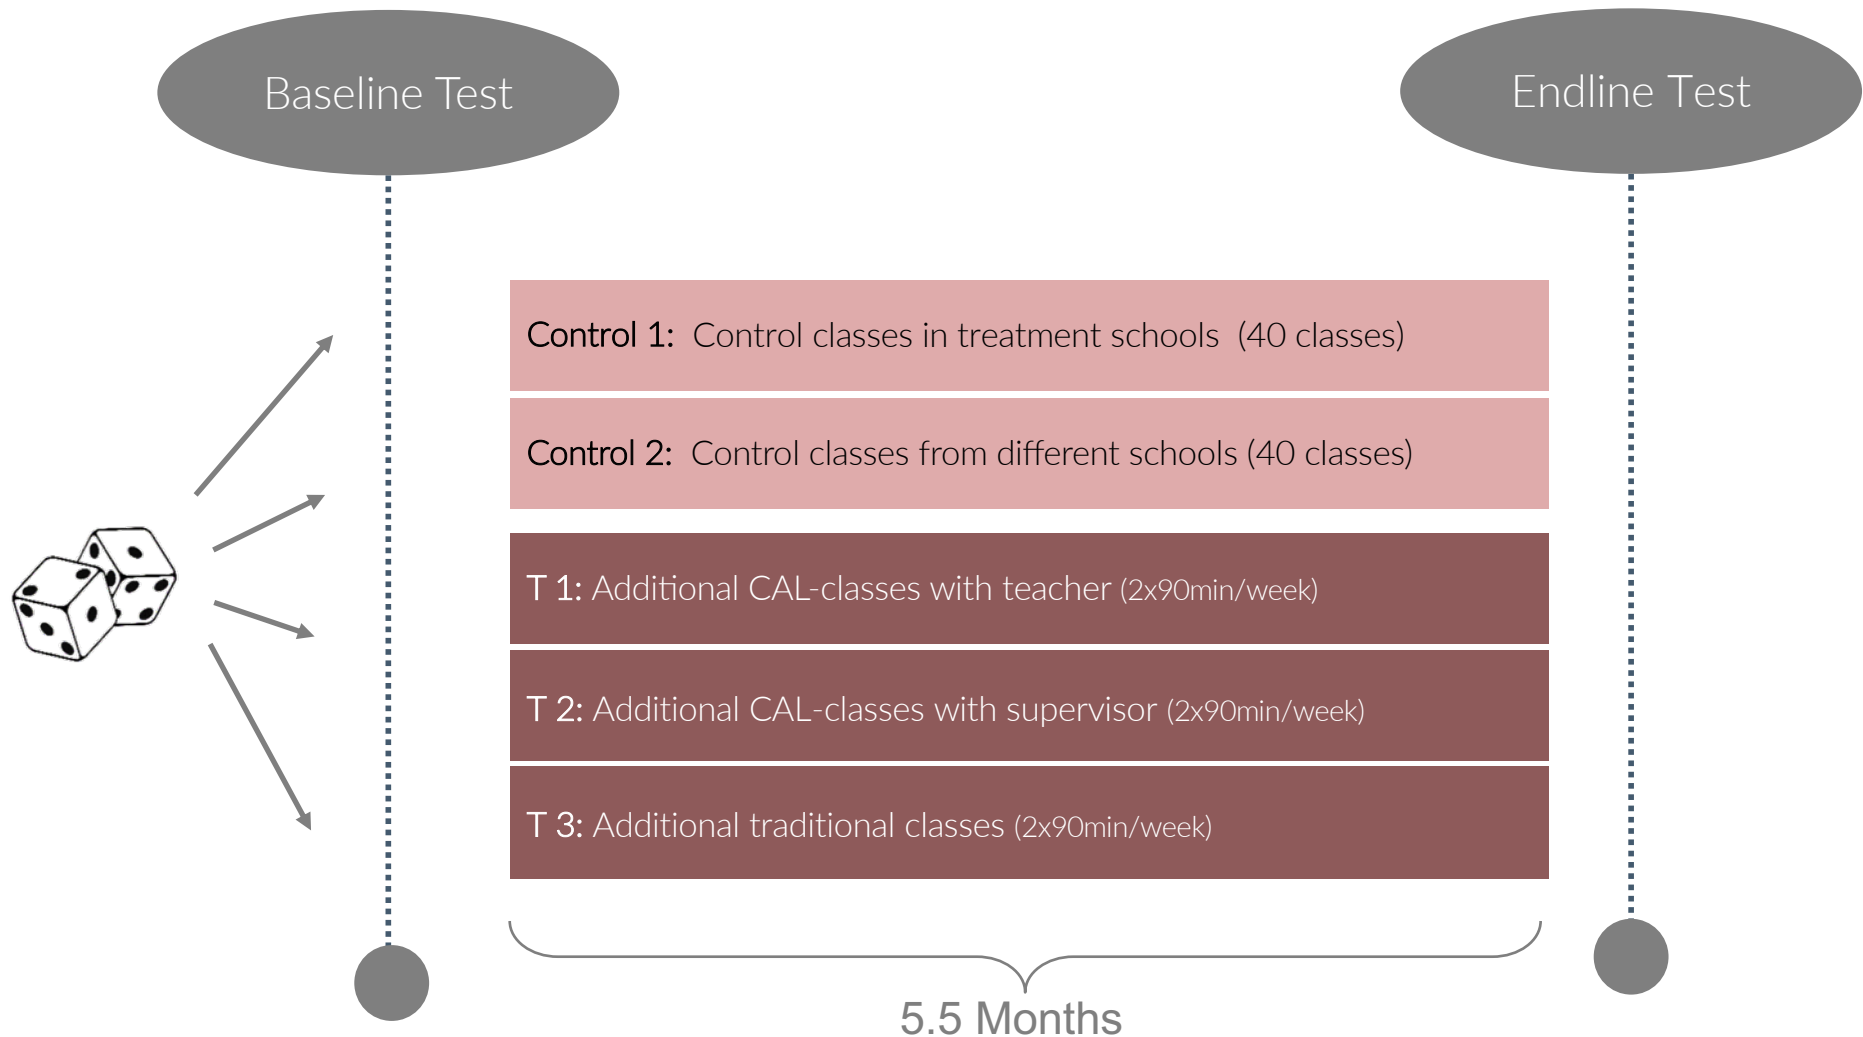 Baseline Test
Endline Test
Control 1: Control classes in treatment schools (40 classes)
Control 2: Control classes from different schools (40 classes)
T 1: Additional CAL-classes with teacher (2x90min/week)
T 2: Additional CAL-classes with supervisor (2x90min/week)
T 3: Additional traditional classes (2x90min/week)
5.5 Months